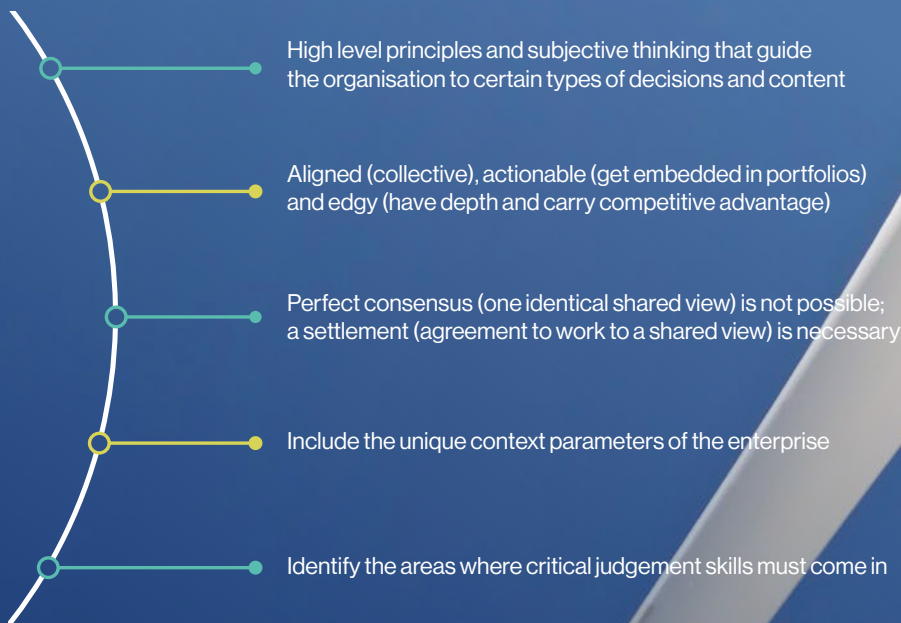 High level principles and subjective thinking that guide
the organisation to certain types of decisions and content
Aligned (collective), actionable (get embedded in portfolios)
and edgy (have depth and carry competitive advantage)
Perfect consensus (one identical shared view) is not possible;
a settlement (agreement to work to a shared view) is necessary
Include the unique context parameters of the enterprise
Identify the areas where critical judgement skills must come in